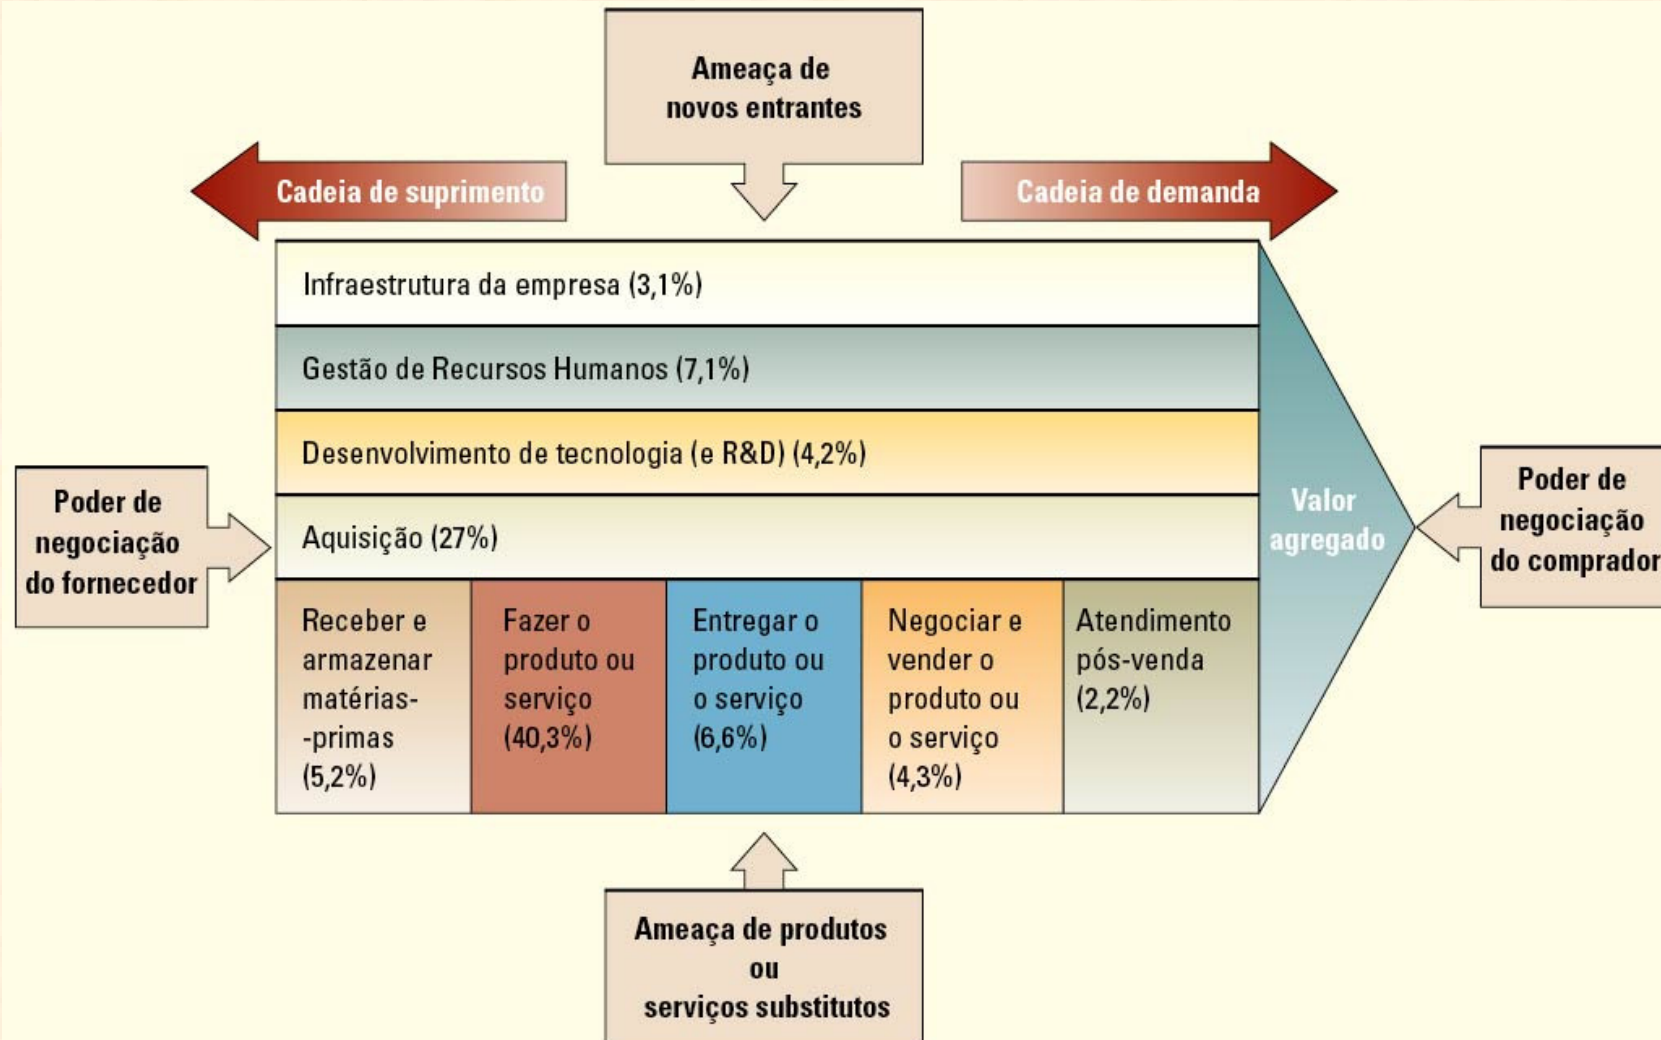 Ameaça de
novos entrantes
Cadeia de suprimento
Cadeia de demanda
Infraestrutura da empresa (3,1%)
Gestão de Recursos Humanos (7,1%)
Desenvolvimento de tecnologia (e R&D) (4,2%)
Aquisição (27%)
Poder de
negociação
do fornecedor
Receber e
armazenar
matérias-
-primas
(5,2%)
Fazer o
produto ou
serviço
(40,3%)
Entregar o
produto ou
o serviço
(6,6%)
Negociar e
vender o
produto ou
o serviço
(4,3%)
Atendimento
pós-venda
(2,2%)
Valor
agregado
Poder de
negociação
do comprador
Ameaça de produtos
ou
serviços substitutos